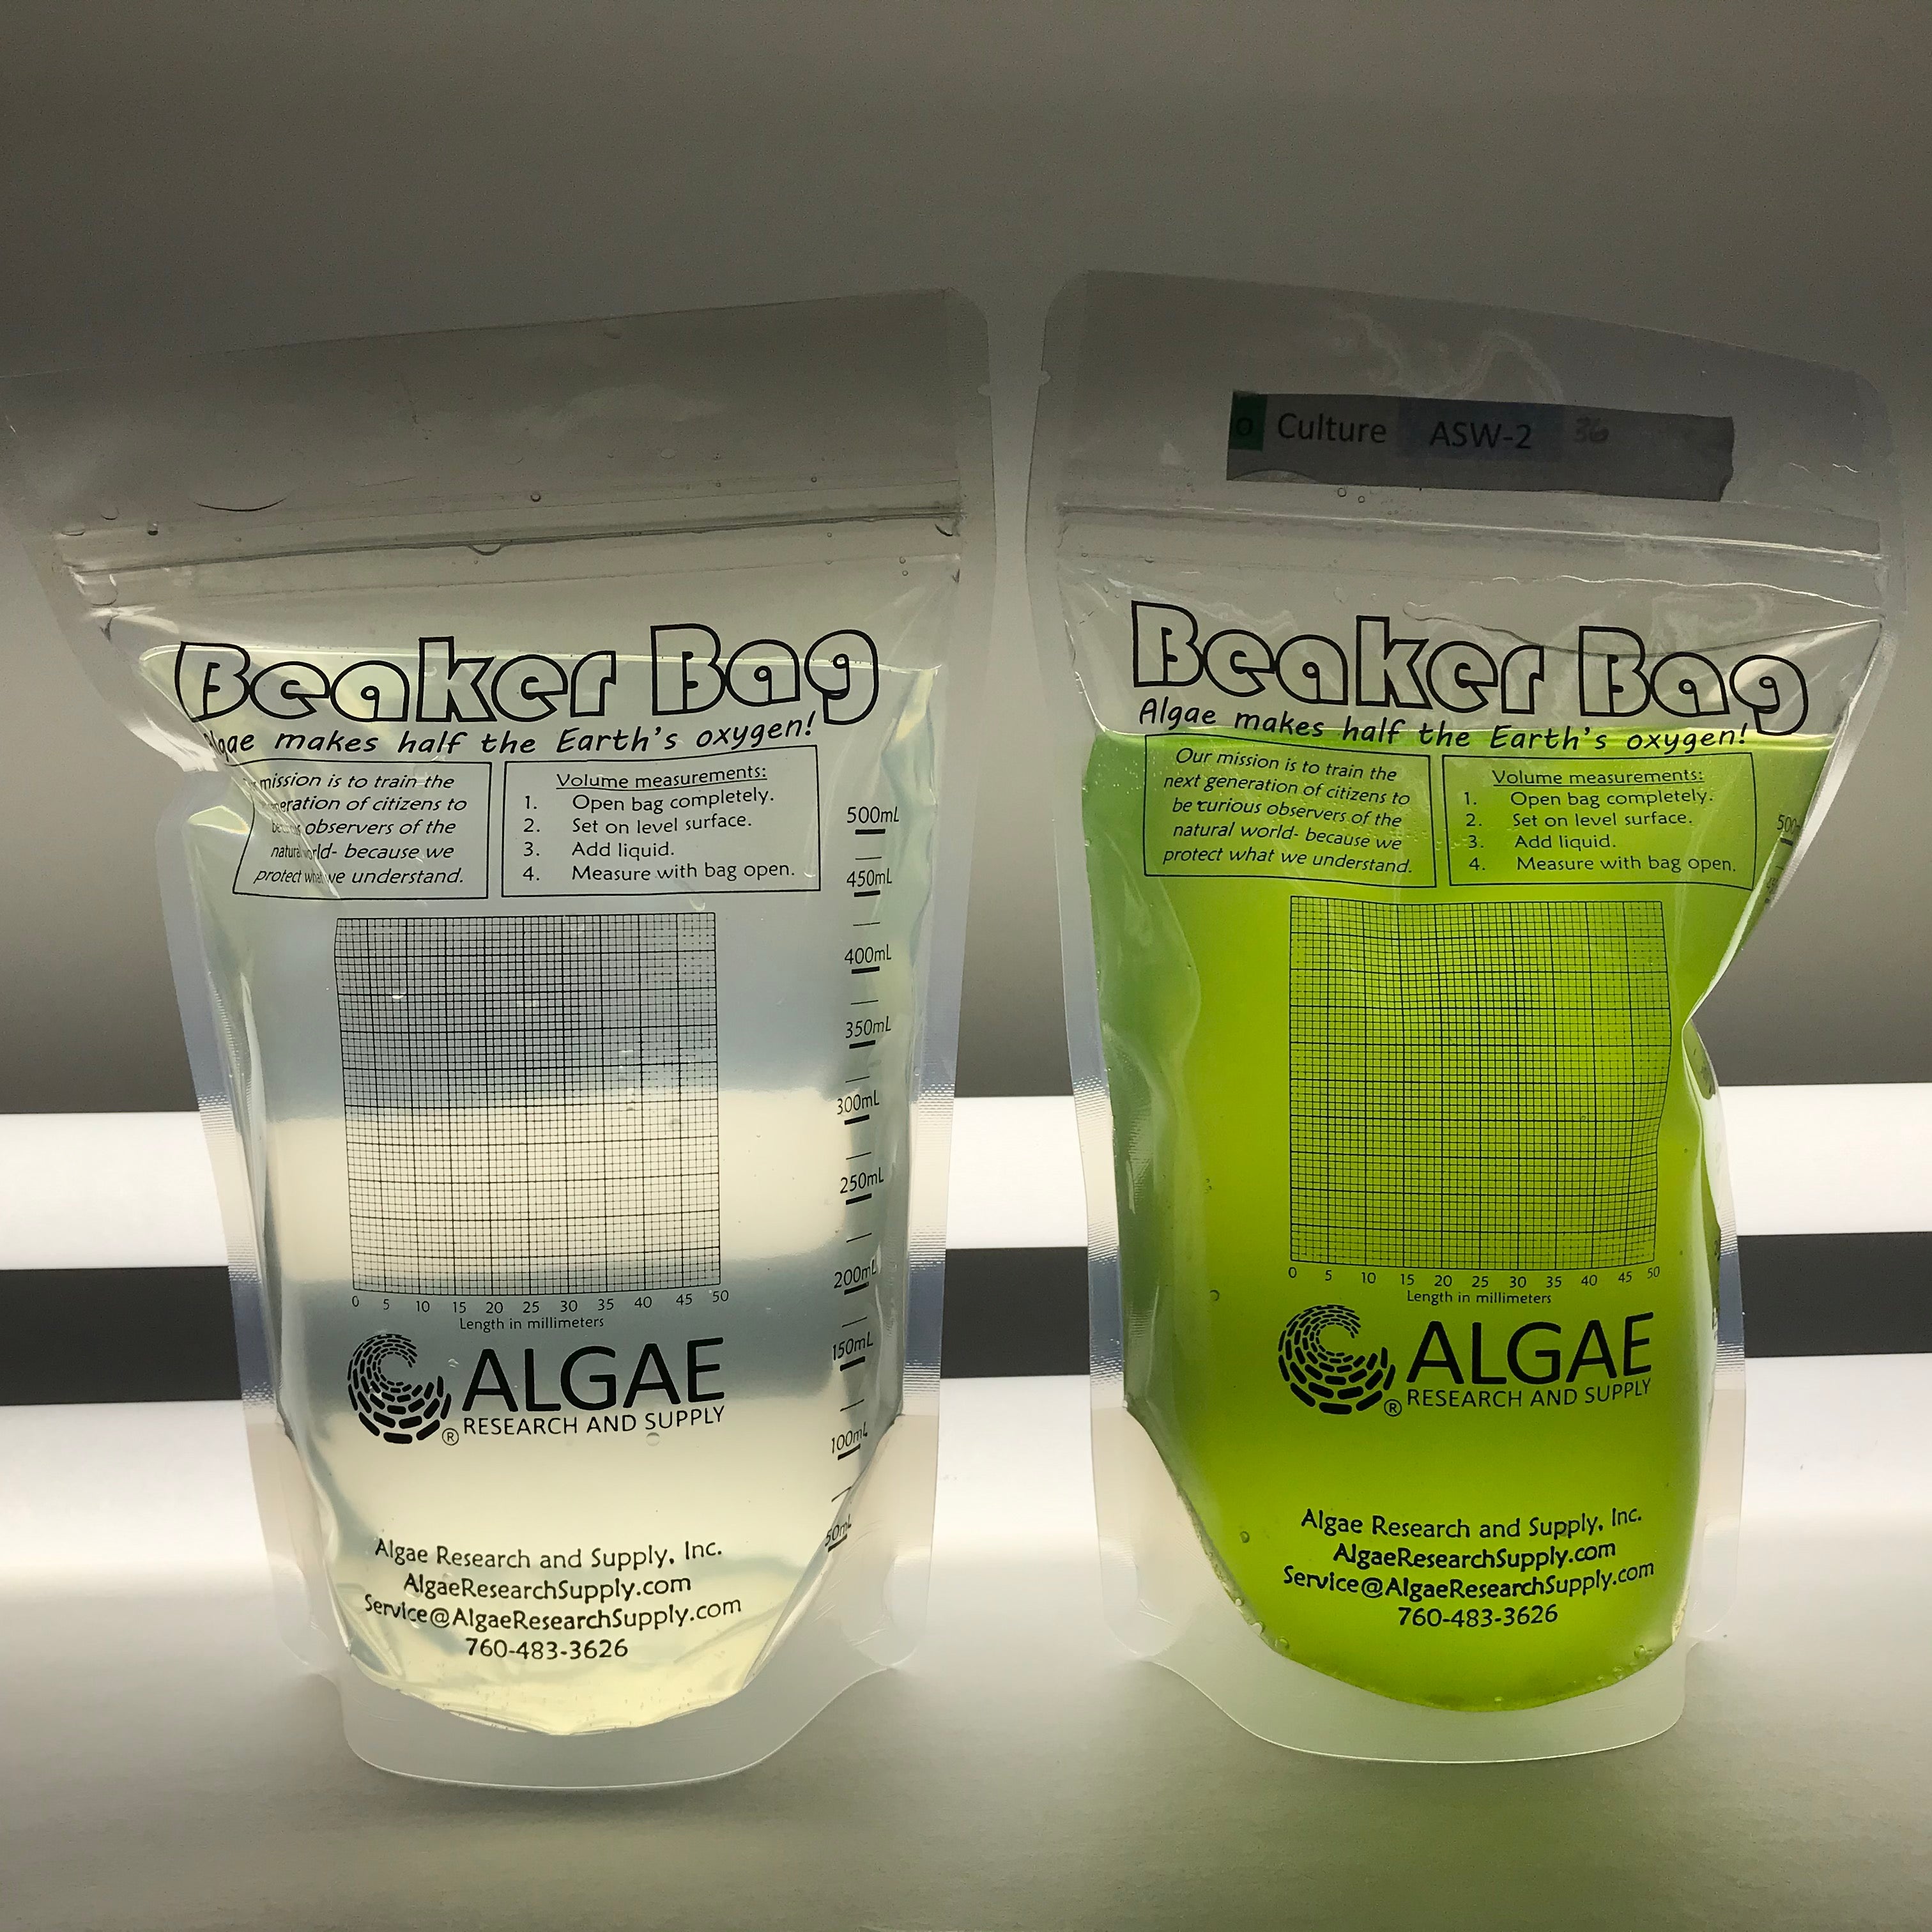 Beaker Bag
makes half the Earth's oxygen!
mission is to train the
of citizens to
observers of the
because we
protect we understand.
Volume measurements:
1. Open bag completely.
2. Set on level surface.
3. Add liquid.
4. Measure with bag open.
500mL
450mL
400mL
350mL
300mL
250mL
200mL
150mL
100mL
50mL
0 5 10 15 20 25 30 35 40 45 50
Length in millimeters
ALGAE
® RESEARCH AND SUPPLY
Algae Research and Supply, Inc.
AlgaeResearchSupply.com
Service@AlgaeResearchSupply.com
760-483-3626
o Culture ASW-2 36
Beaker Bag
Algae makes half the Earth's oxygen!
Our mission is to train the
next generation of citizens to
be curious observers of the
natural world- because we
protect what we understand.
Volume measurements:
1. Open bag completely.
2. Set on level surface.
3. Add liquid.
4. Measure with bag open.
0 5 10 15 20 25 30 35 40 45 50
Length in millimeters
ALGAE
® RESEARCH AND SUPPLY
Algae Research and Supply, Inc.
AlgaeResearchSupply.com
Service@AlgaeResearchSupply.com
760-483-3626